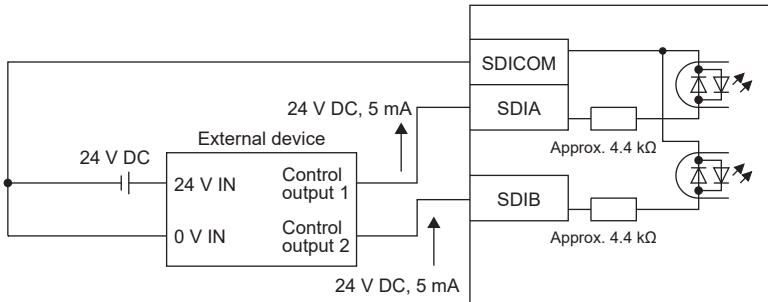 SDICOM
24 V DC, 5 mA
SDIA
External device
Approx. 4.4 kΩ
24 V DC
24 V IN
Control
output 1
SDIB
0 V IN
Control
output 2
Approx. 4.4 kΩ
24 V DC, 5 mA